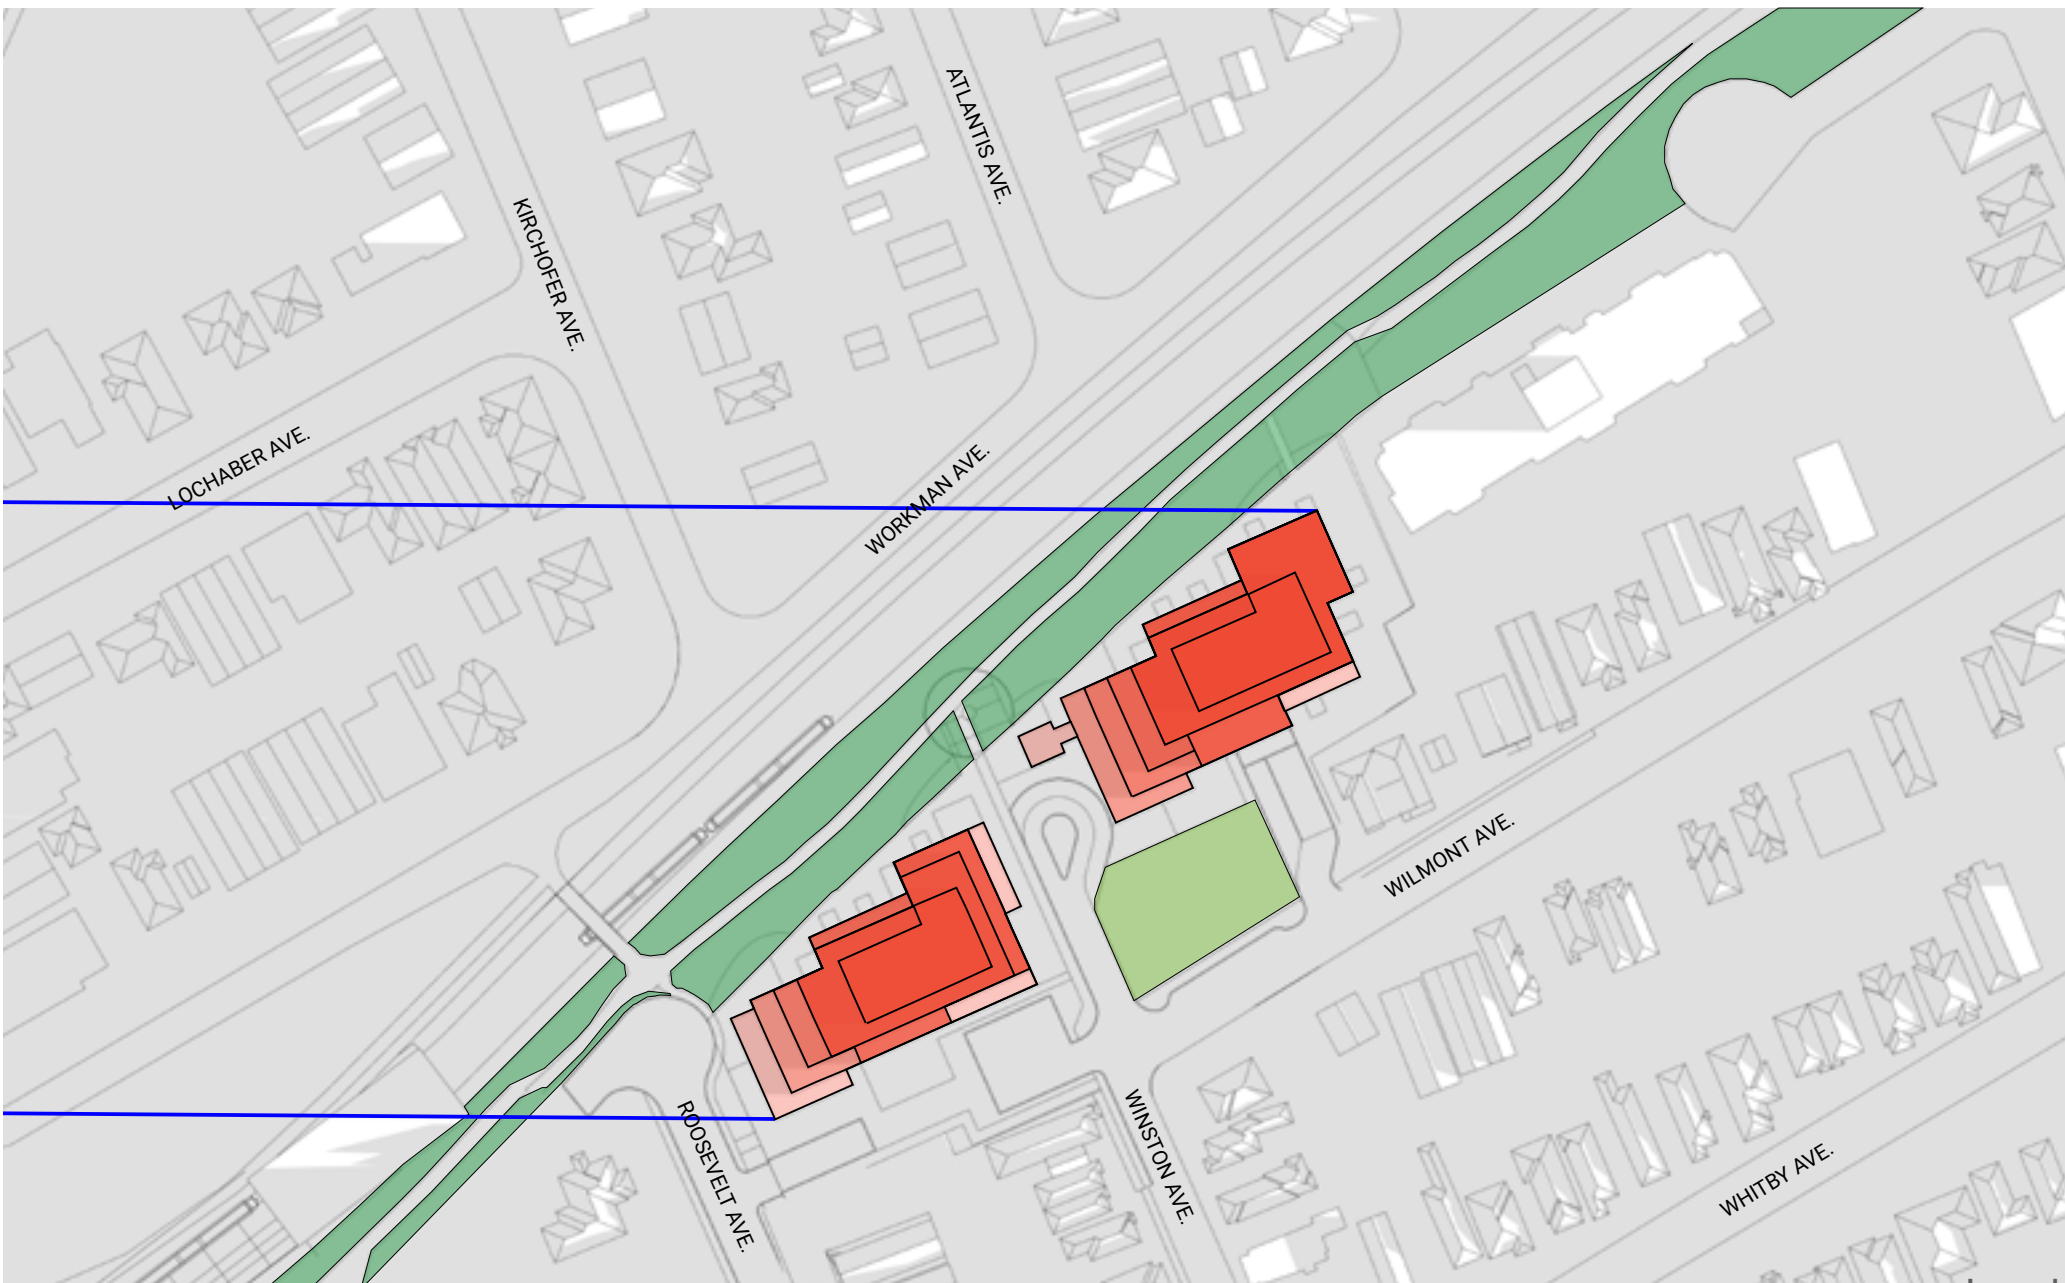 ATLANTIS AVE.
KIRCHOFER AVE.
LOCHABER AVE.
WORKMAN AVE.
WILMONT AVE.
ROOSEVELT AVE.
WINSTON AVE.
WHITBY AVE.